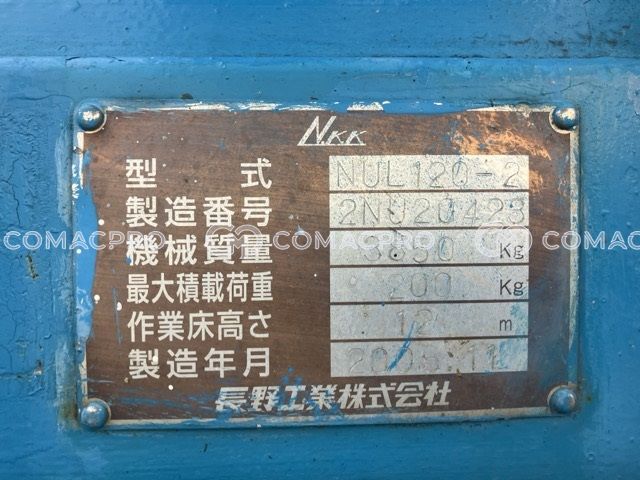 NKK
型式 NUL120-2
製造番号
機械質量 Kg
最大積載荷重 200 Kg
作業床高さ 12 m
製造年月
長野工業株式会社
COMACPRO COMACPRO COMACPRO COMACPRO